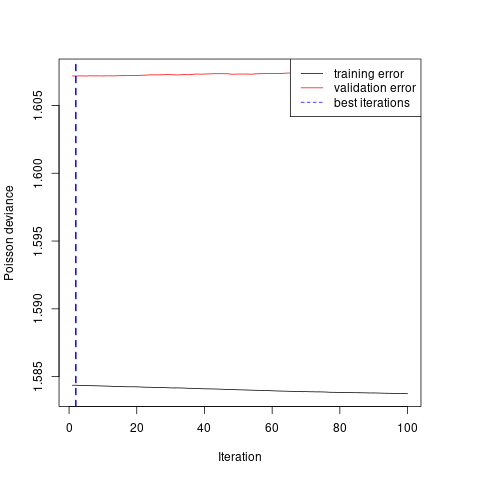 training error
validation error
best iterations
Poisson deviance
1.605
1.600
1.595
1.590
1.585
0 20 40 60 80 100
Iteration